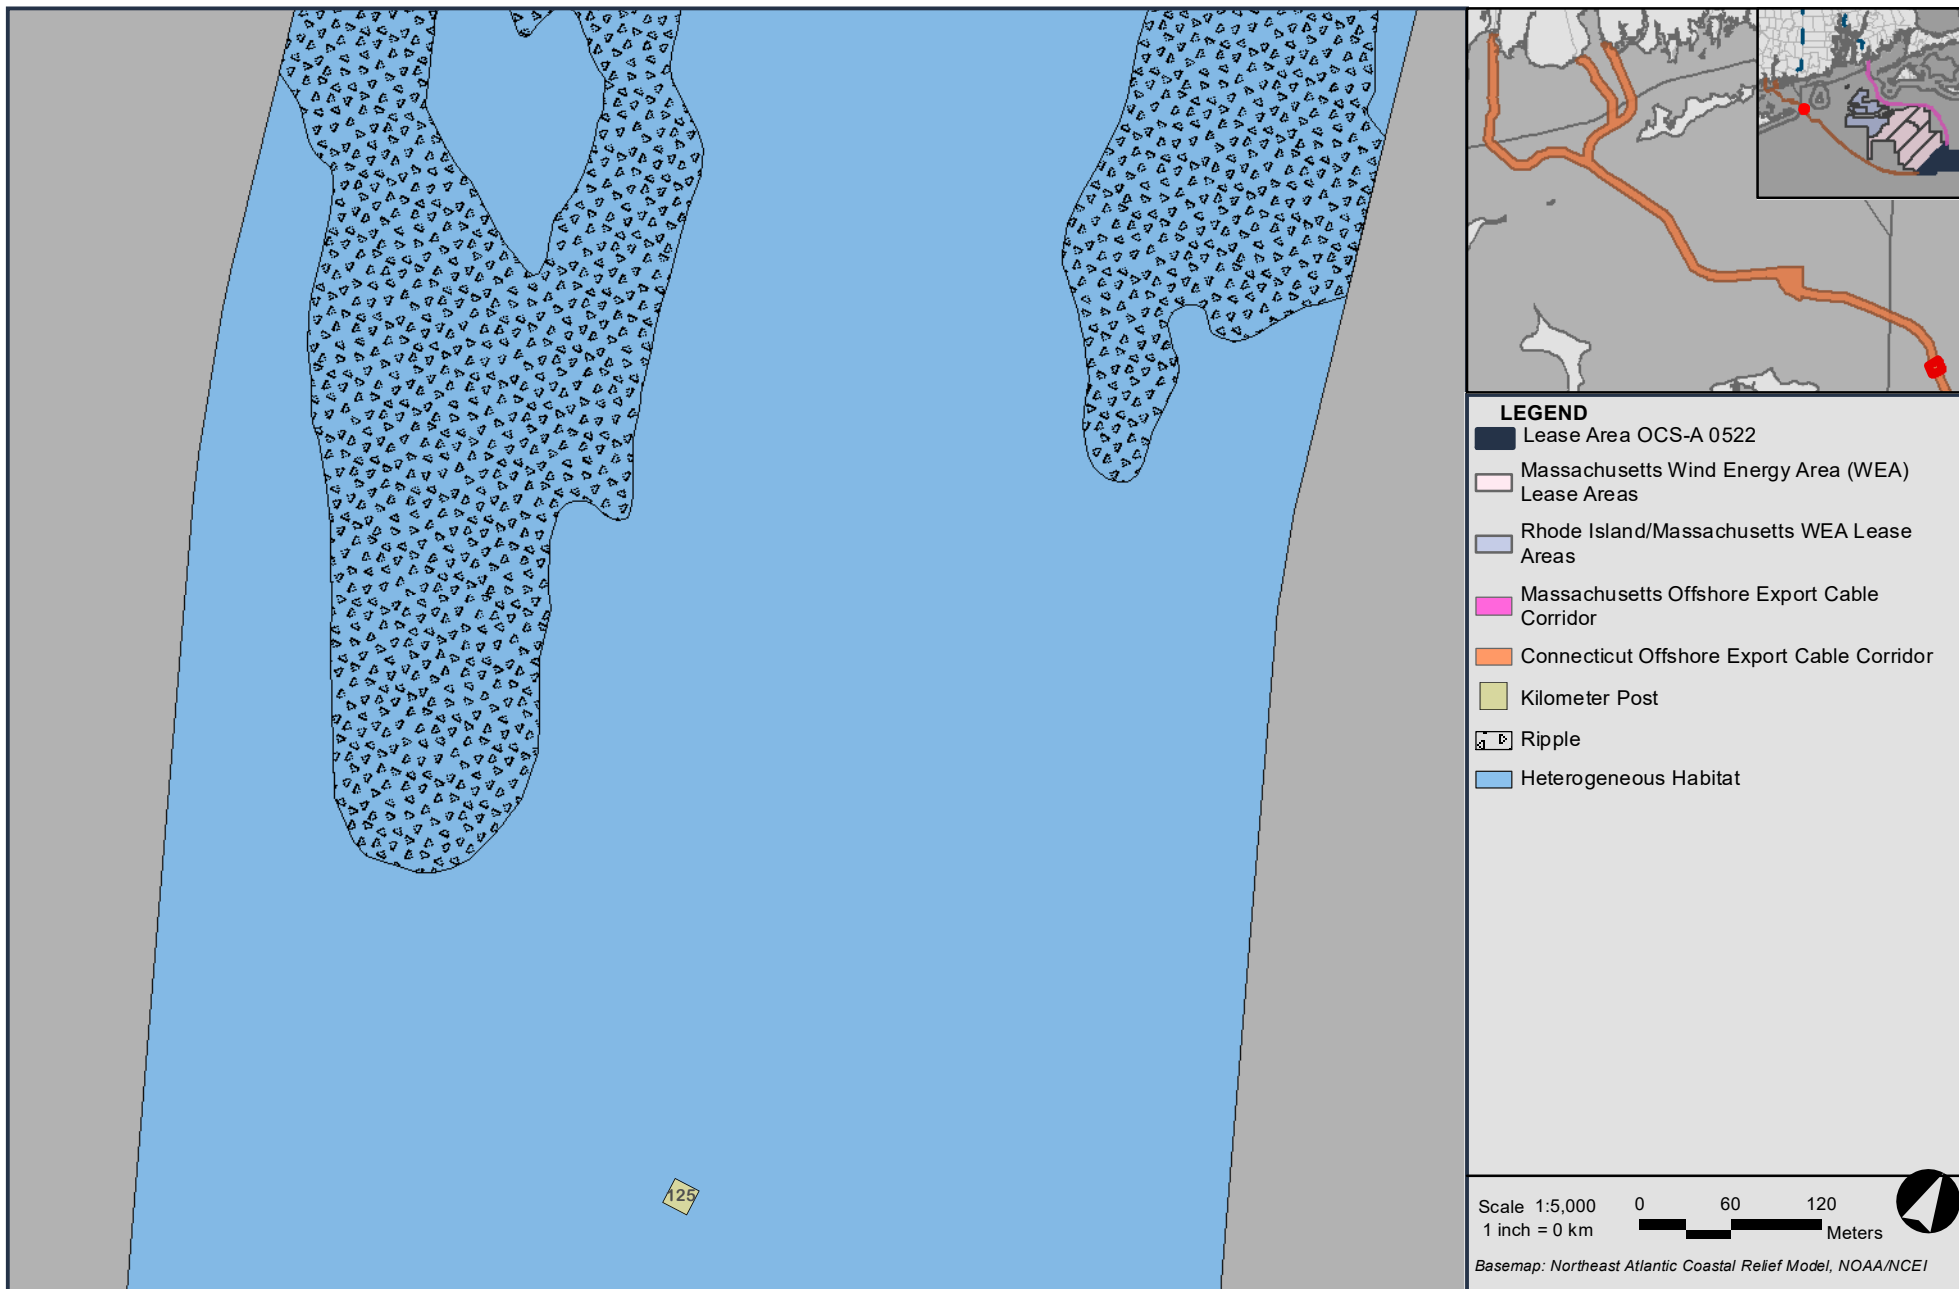 125
LEGEND
Lease Area OCS-A 0522
Massachusetts Wind Energy Area (WEA)
Lease Areas
Rhode Island/Massachusetts WEA Lease
Areas
Massachusetts Offshore Export Cable
Corridor
Connecticut Offshore Export Cable Corridor
Kilometer Post
Ripple
Heterogeneous Habitat
Scale 1:5,000
1 inch = 0 km
0 60 120
Meters
Basemap: Northeast Atlantic Coastal Relief Model, NOAA/NCEI